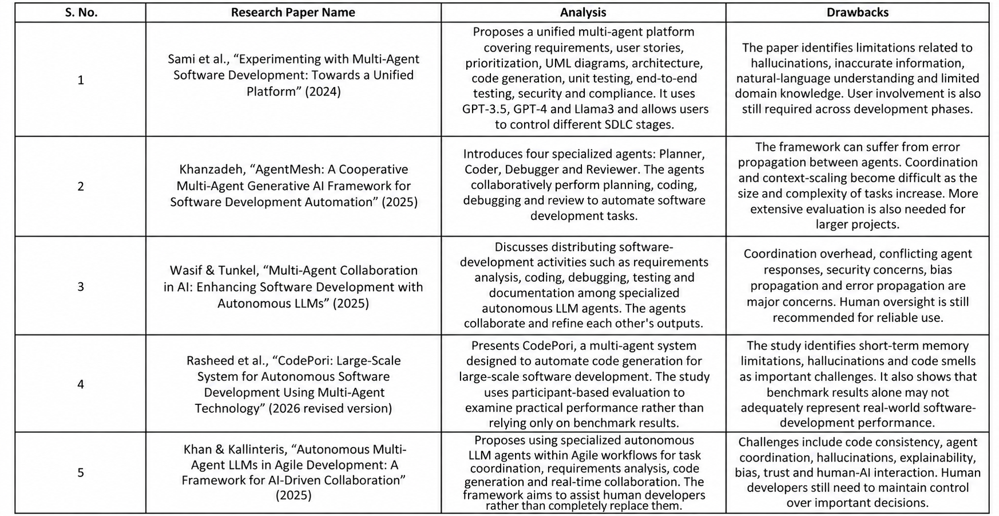 S. No.
Research Paper Name
Analysis
Drawbacks
1
Sami et al., “Experimenting with Multi-Agent
Software Development: Towards a Unified
Platform” (2024)
Proposes a unified multi-agent platform
covering requirements, user stories,
prioritization, UML diagrams, architecture,
code generation, unit testing, end-to-end
testing, security and compliance. It uses
GPT-3.5, GPT-4 and Llama3 and allows users
to control different SDLC stages.
The paper identifies limitations related to
hallucinations, inaccurate information,
natural-language understanding and limited
domain knowledge. User involvement is also
still required across development phases.
2
Khanzadeh, “AgentMesh: A Cooperative
Multi-Agent Generative AI Framework for
Software Development Automation” (2025)
Introduces four specialized agents: Planner,
Coder, Debugger and Reviewer. The agents
collaboratively perform planning, coding,
debugging and review to automate software
development tasks.
The framework can suffer from error
propagation between agents. Coordination
and context-scaling become difficult as the
size and complexity of tasks increase. More
extensive evaluation is also needed for
larger projects.
3
Wasif & Tunkel, “Multi-Agent Collaboration
in AI: Enhancing Software Development with
Autonomous LLMs” (2025)
Discusses distributing software-
development activities such as requirements
analysis, coding, debugging, testing and
documentation among specialized
autonomous LLM agents. The agents
collaborate and refine each other's outputs.
Coordination overhead, conflicting agent
responses, security concerns, bias
propagation and error propagation are
major concerns. Human oversight is still
recommended for reliable use.
4
Rasheed et al., “CodePori: Large-Scale
System for Autonomous Software
Development Using Multi-Agent
Technology” (2026 revised version)
Presents CodePori, a multi-agent system
designed to automate code generation for
large-scale software development. The study
uses participant-based evaluation to
examine practical performance rather than
relying only on benchmark results.
The study identifies short-term memory
limitations, hallucinations and code smells
as important challenges. It also shows that
benchmark results alone may not
adequately represent real-world software-
development performance.
5
Khan & Kallinteris, “Autonomous Multi-
Agent LLMs in Agile Development: A
Framework for AI-Driven Collaboration”
(2025)
Proposes using specialized autonomous
LLM agents within Agile workflows for task
coordination, requirements analysis, code
generation and real-time collaboration. The
framework aims to assist human developers
rather than completely replace them.
Challenges include code consistency, agent
coordination, hallucinations, explainability,
bias, trust and human-AI interaction. Human
developers still need to maintain control
over important decisions.